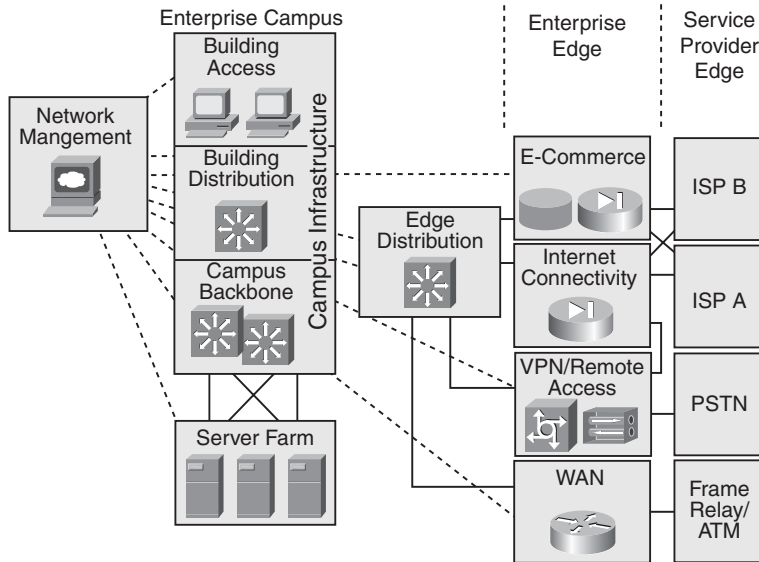 Enterprise Campus
Building
Access
Network
Mangement
Building
Distribution
Campus
Backbone
Campus Infrastructure
Server Farm
Edge
Distribution
Enterprise
Edge
E-Commerce
Internet
Connectivity
VPN/Remote
Access
WAN
Service
Provider
Edge
ISP B
ISP A
PSTN
Frame
Relay/
ATM